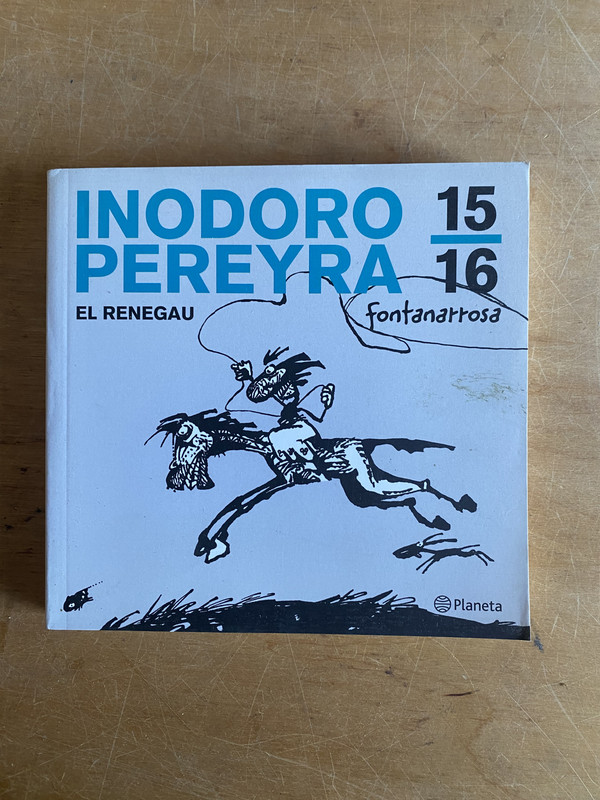 INODORO
PEREYRA
EL RENEGAU
15
16
fontanarrosa
Planeta